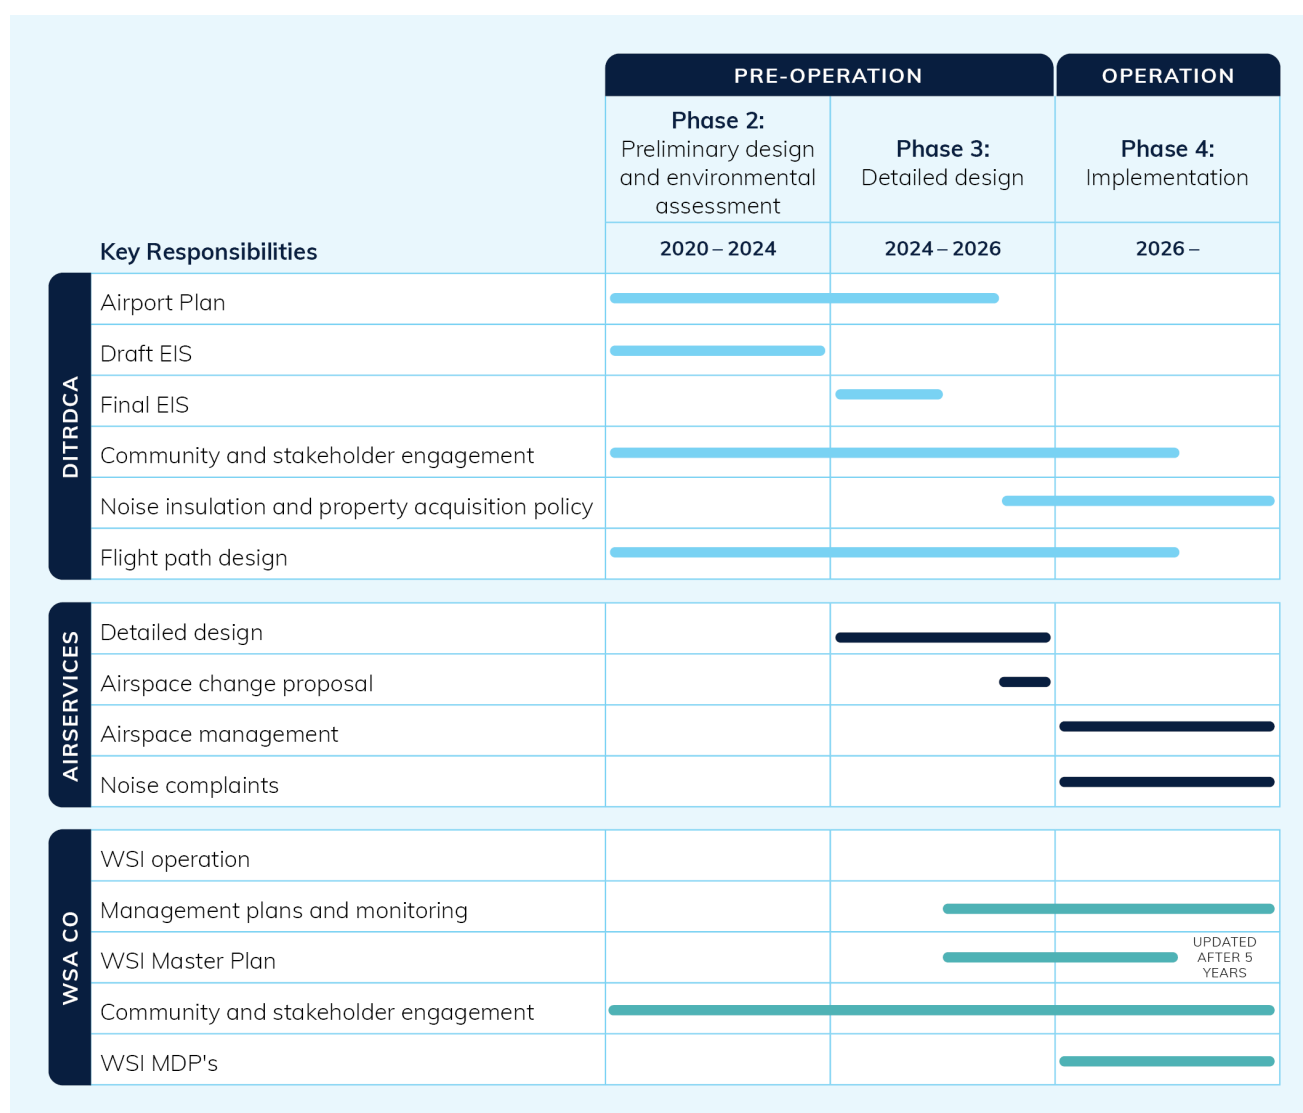 PRE-OPERATION
OPERATION
Phase 2:
Preliminary design
and environmental
assessment
Phase 3:
Detailed design
Phase 4:
Implementation
Key Responsibilities
2020 – 2024
2024 – 2026
2026 –
DITRDCA
Airport Plan
Draft EIS
Final EIS
Community and stakeholder engagement
Noise insulation and property acquisition policy
Flight path design
AIRSERVICES
Detailed design
Airspace change proposal
Airspace management
Noise complaints
WSA CO
WSI operation
Management plans and monitoring
WSI Master Plan
UPDATED
AFTER 5
YEARS
Community and stakeholder engagement
WSI MDP's